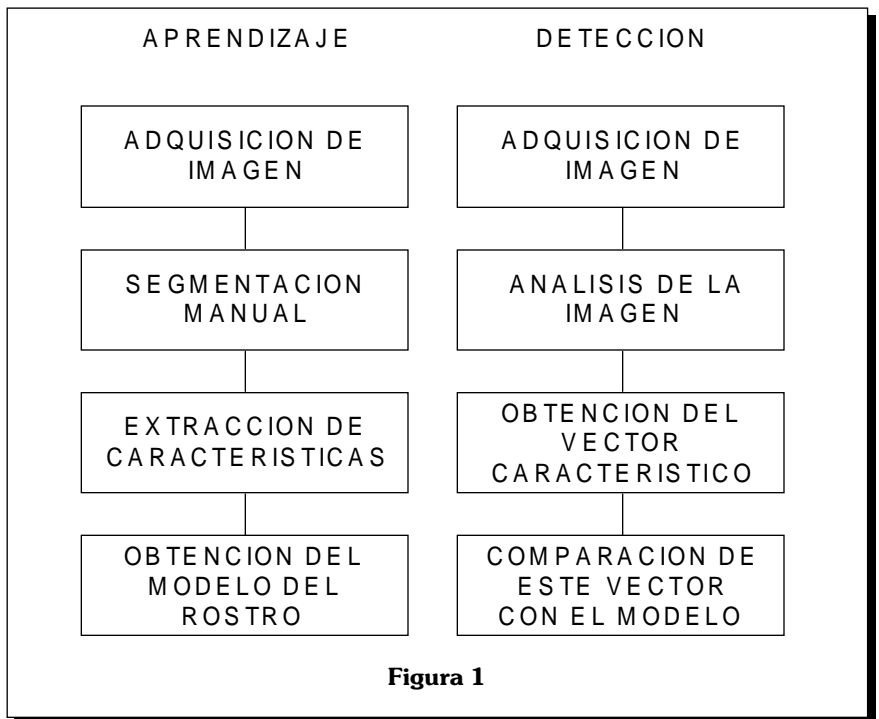 APRENDIZAJE
ADQUISICION DE
IMAGEN
SEGMENTACION
MANUAL
EXTRACCION DE
CARACTERISTICAS
OBTENCION DEL
MODELO DEL
ROSTRO
DETECCION
ADQUISICION DE
IMAGEN
ANALISIS DE LA
IMAGEN
OBTENCION DEL
VECTOR
CARACTERISTICO
COMPARACION DE
ESTE VECTOR
CON EL MODELO
Figura 1